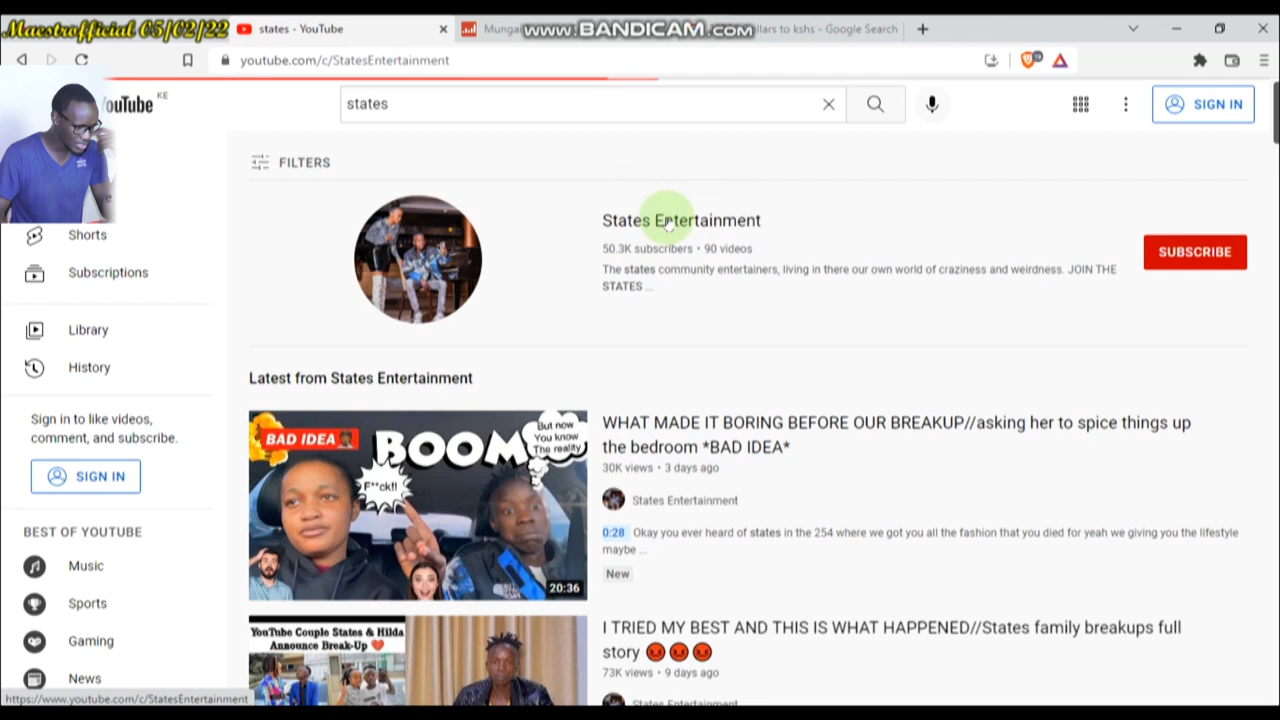 Maestrofficial 05/02/22
states - YouTube
Munga
www.BANDICAM.com
llars to kshs - Google Search
youtube.com/c/StatesEntertainment
ouTube KE
states
SIGN IN
FILTERS
States Entertainment
50.3K subscribers • 90 videos
The states community entertainers, living in there our own world of craziness and weirdness. JOIN THE
STATES ...
SUBSCRIBE
Shorts
Subscriptions
Library
History
Sign in to like videos,
comment, and subscribe.
SIGN IN
BEST OF YOUTUBE
Music
Sports
Gaming
News
Latest from States Entertainment
BAD IDEA
BOOM
But now
You know
The reality
F**ck!!
20:36
WHAT MADE IT BORING BEFORE OUR BREAKUP//asking her to spice things up
the bedroom *BAD IDEA*
30K views • 3 days ago
States Entertainment
0:28 Okay you ever heard of states in the 254 where we got you all the fashion that you died for yeah we giving you the lifestyle
maybe ...
New
YouTube Couple States & Hilda
Announce Break-Up 💔
I TRIED MY BEST AND THIS IS WHAT HAPPENED//States family breakups full
story 😡😡😡
73K views • 9 days ago
States Entertainment
https://www.youtube.com/c/StatesEntertainment